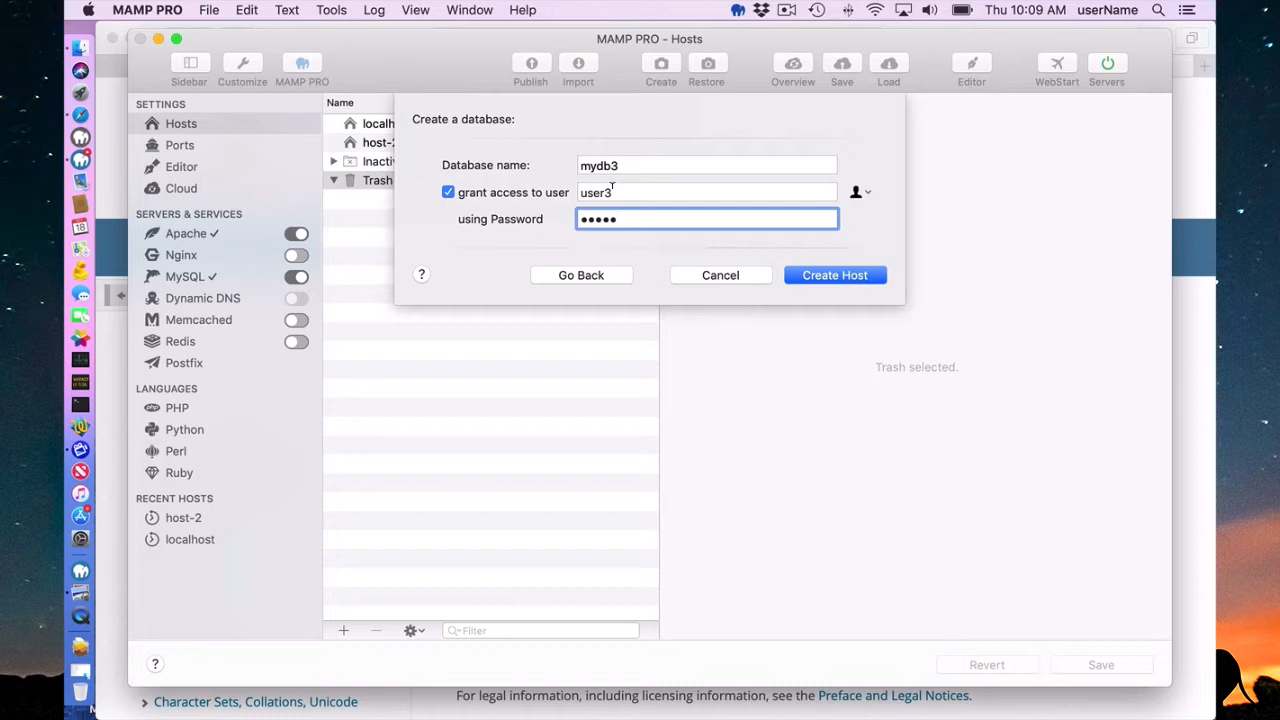 MAMP PRO File Edit Text Tools Log View Window Help Thu 10:09 AM userName
MAMP PRO - Hosts
Sidebar Customize MAMP PRO Publish Import Create Restore Overview Save Load Editor WebStart Servers
SETTINGS
Hosts
Ports
Editor
Cloud
SERVERS & SERVICES
Apache ✓
Nginx
MySQL ✓
Dynamic DNS
Memcached
Redis
Postfix
LANGUAGES
PHP
Python
Perl
Ruby
RECENT HOSTS
host-2
localhost
Name
localh
host-2
Inactiv
Trash
Create a database:
Database name: mydb3
grant access to user user3
using Password •••••
? Go Back Cancel Create Host
Trash selected.
Filter
? Revert Save
Character Sets, Collations, Unicode
For legal information, including licensing information, see the Preface and Legal Notices.